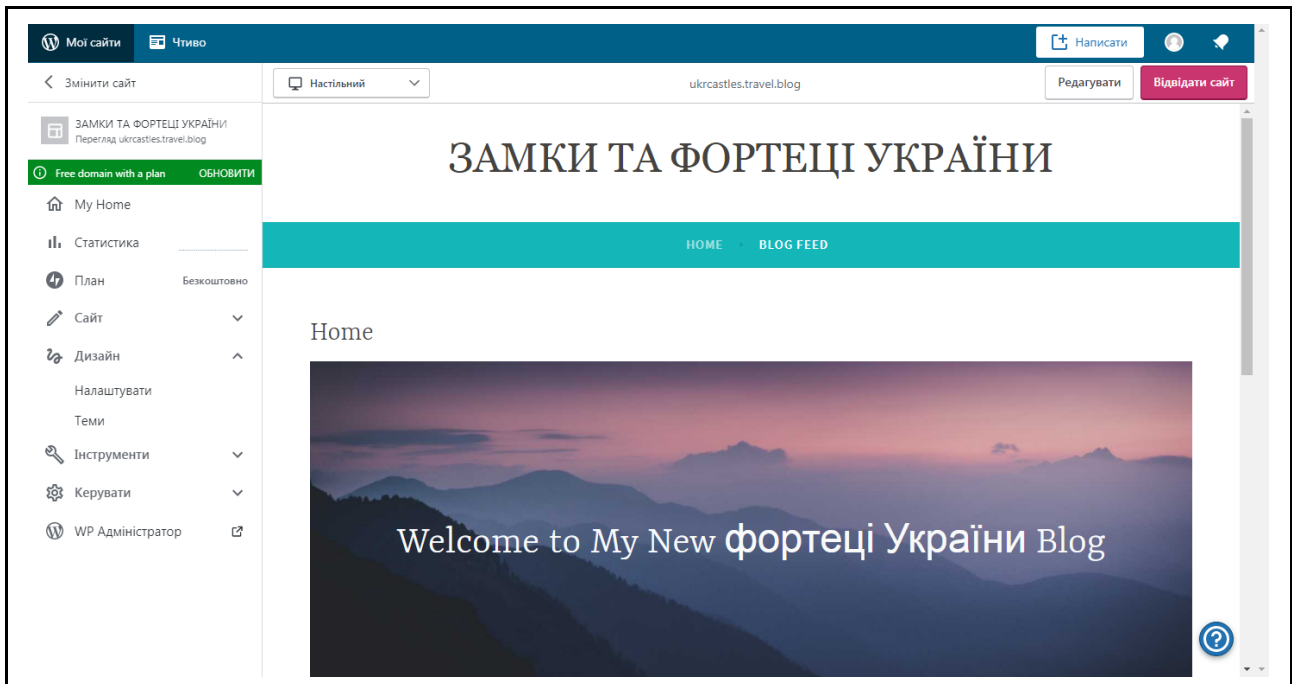 Мої сайти Чтиво Написати
Змінити сайт Настільний ukrcastles.travel.blog Редагувати Відвідати сайт
ЗАМКИ ТА ФОРТЕЦІ УКРАЇНИ
Перегляд ukrcastles.travel.blog
Free domain with a plan ОБНОВИТИ
My Home
Статистика
План Безкоштовно
Сайт
Дизайн
Налаштувати
Теми
Інструменти
Керувати
WP Адміністратор
ЗАМКИ ТА ФОРТЕЦІ УКРАЇНИ
HOME BLOG FEED
Home
Welcome to My New фортеці України Blog